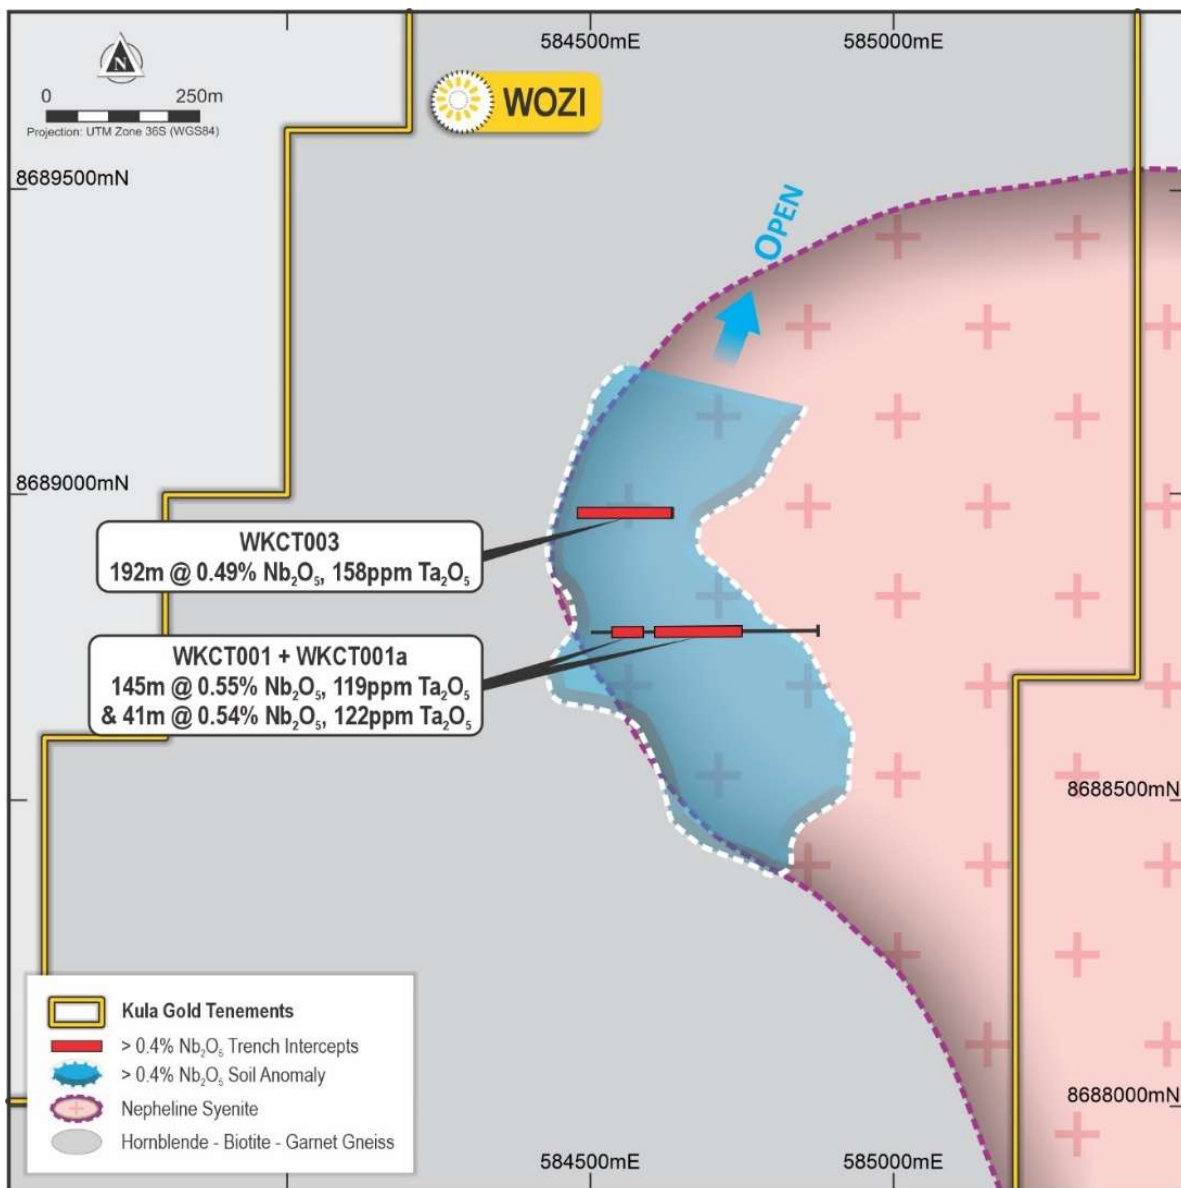 584500mE
585000mE
N
0 250m
Projection: UTM Zone 36S (WGS84)
WOZI
8689500mN
OPEN
8689000mN
WKCT003
192m @ 0.49% Nb₂O₅, 158ppm Ta₂O₅
WKCT001 + WKCT001a
145m @ 0.55% Nb₂O₅, 119ppm Ta₂O₅
& 41m @ 0.54% Nb₂O₅, 122ppm Ta₂O₅
8688500mN
Kula Gold Tenements
> 0.4% Nb₂O₅ Trench Intercepts
> 0.4% Nb₂O₅ Soil Anomaly
Nepheline Syenite
Hornblende - Biotite - Garnet Gneiss
8688000mN
584500mE
585000mE